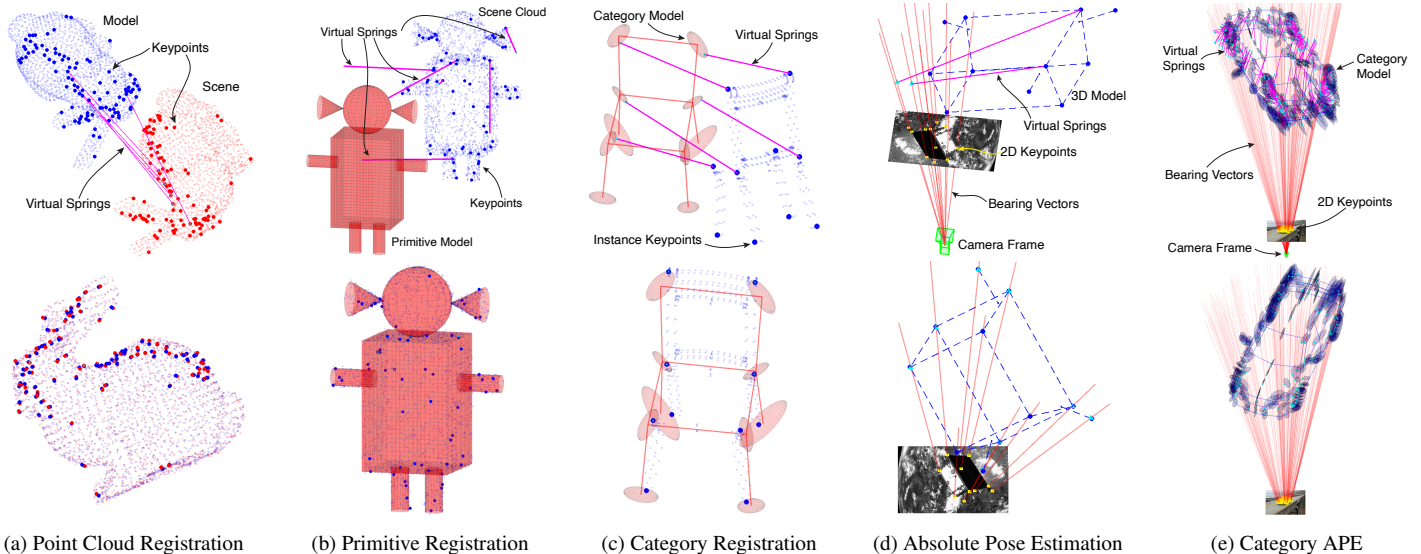 Model
Keypoints
Scene
Virtual Springs
Scene Cloud
Virtual Springs
Keypoints
Primitive Model
Category Model
Virtual Springs
Instance Keypoints
3D Model
Virtual Springs
2D Keypoints
Bearing Vectors
Camera Frame
Virtual
Springs
Category
Model
Bearing Vectors
2D Keypoints
Camera Frame
(a) Point Cloud Registration
(b) Primitive Registration
(c) Category Registration
(d) Absolute Pose Estimation
(e) Category APE